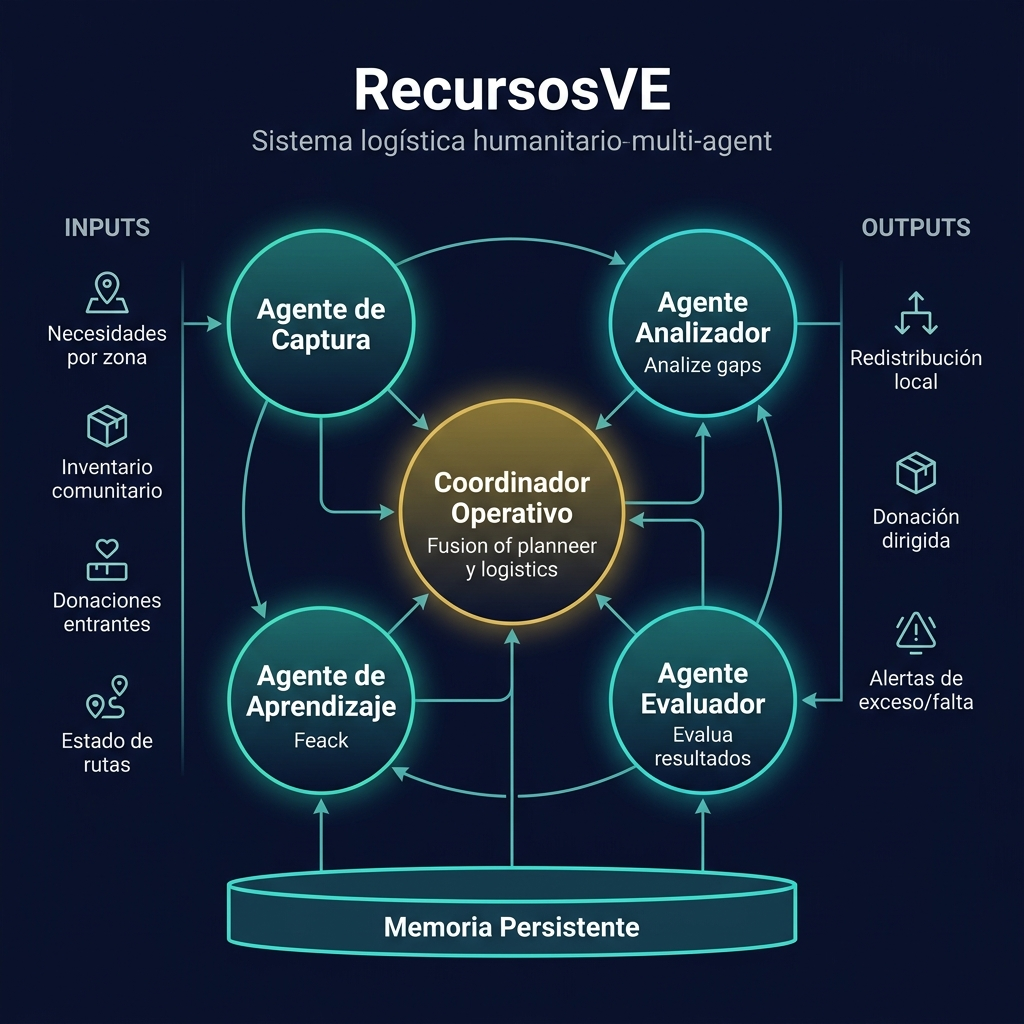 RecursosVE
Sistema logística humanitario-multi-agent
INPUTS
Necesidades
por zona
Inventario
comunitario
Donaciones
entrantes
Estado de
rutas
Agente de
Captura
Agente
Analizador
Analize gaps
Coordinador
Operativo
Fusion of planneer
y logistics
Agente de
Aprendizaje
Feack
Agente
Evaluador
Evalua
resultados
OUTPUTS
Redistribución
local
Donación
dirigida
Alertas de
exceso/falta
Memoria Persistente